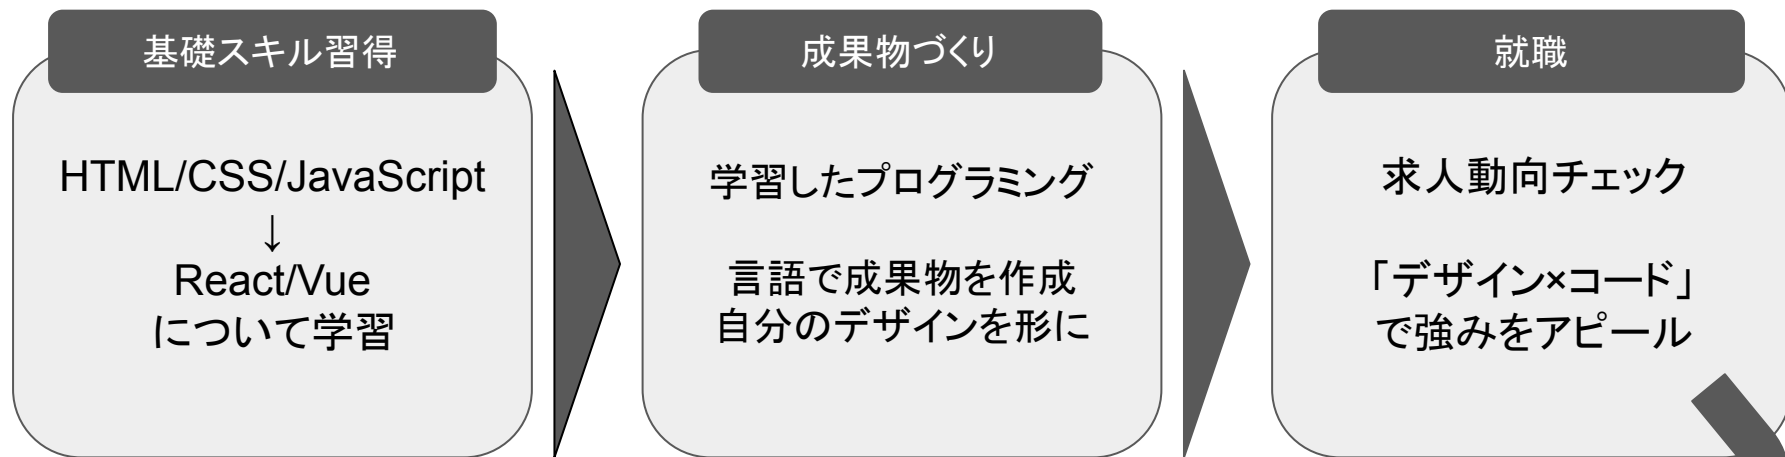 基礎スキル習得
HTML/CSS/JavaScript
↓
React/Vue
について学習
成果物づくり
学習したプログラミング
言語で成果物を作成
自分のデザインを形に
就職
求人動向チェック
「デザイン×コード」
で強みをアピール